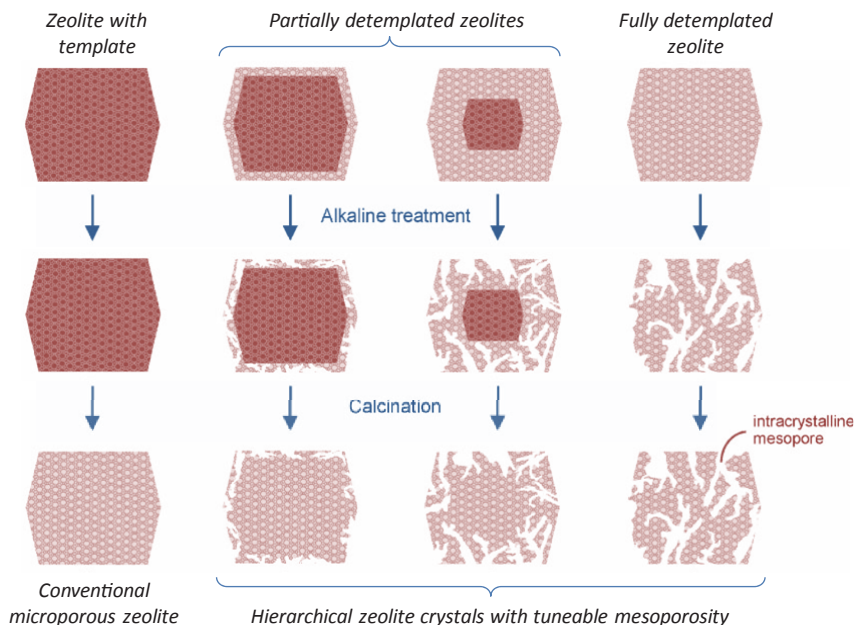 Zeolite with
template
Partially detemplated zeolites
Fully detemplated
zeolite
Alkaline treatment
Calcination
intracrystalline
mesopore
Conventional
microporous zeolite
Hierarchical zeolite crystals with tuneable mesoporosity